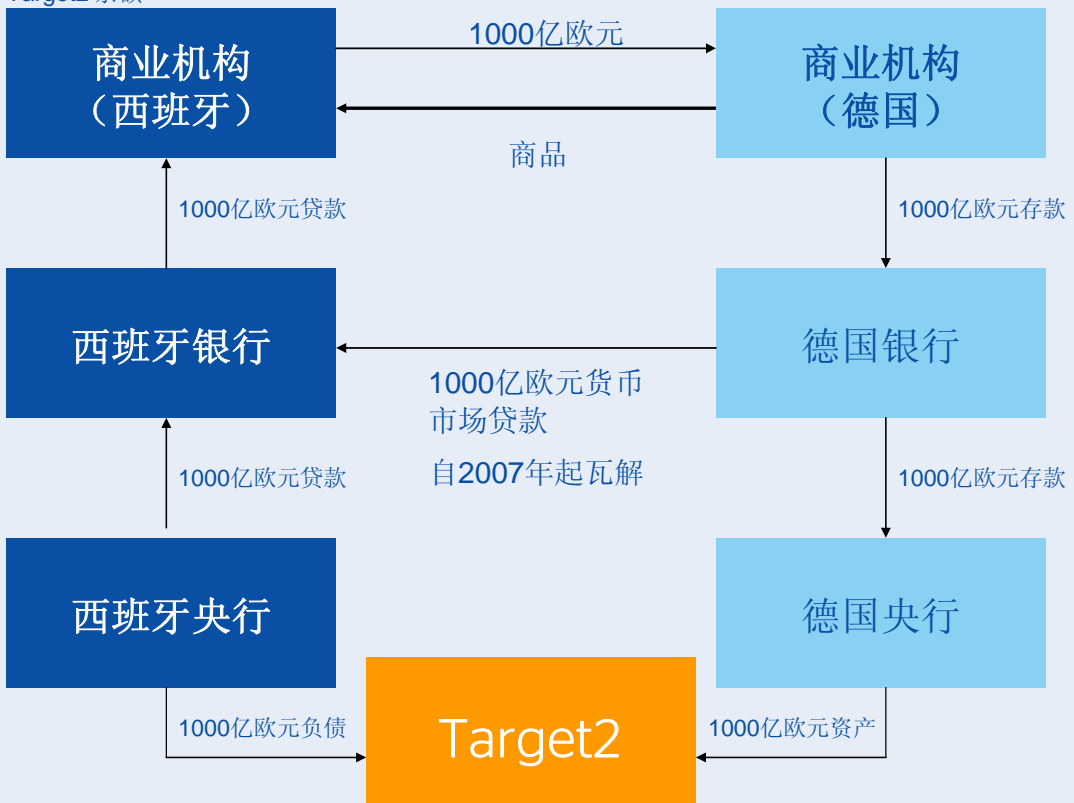 1000亿欧元
商业机构
（西班牙）
商业机构
（德国）
商品
1000亿欧元贷款
1000亿欧元存款
西班牙银行
德国银行
1000亿欧元货币
市场贷款
自2007年起瓦解
1000亿欧元贷款
1000亿欧元存款
西班牙央行
德国央行
1000亿欧元负债
Target2
1000亿欧元资产